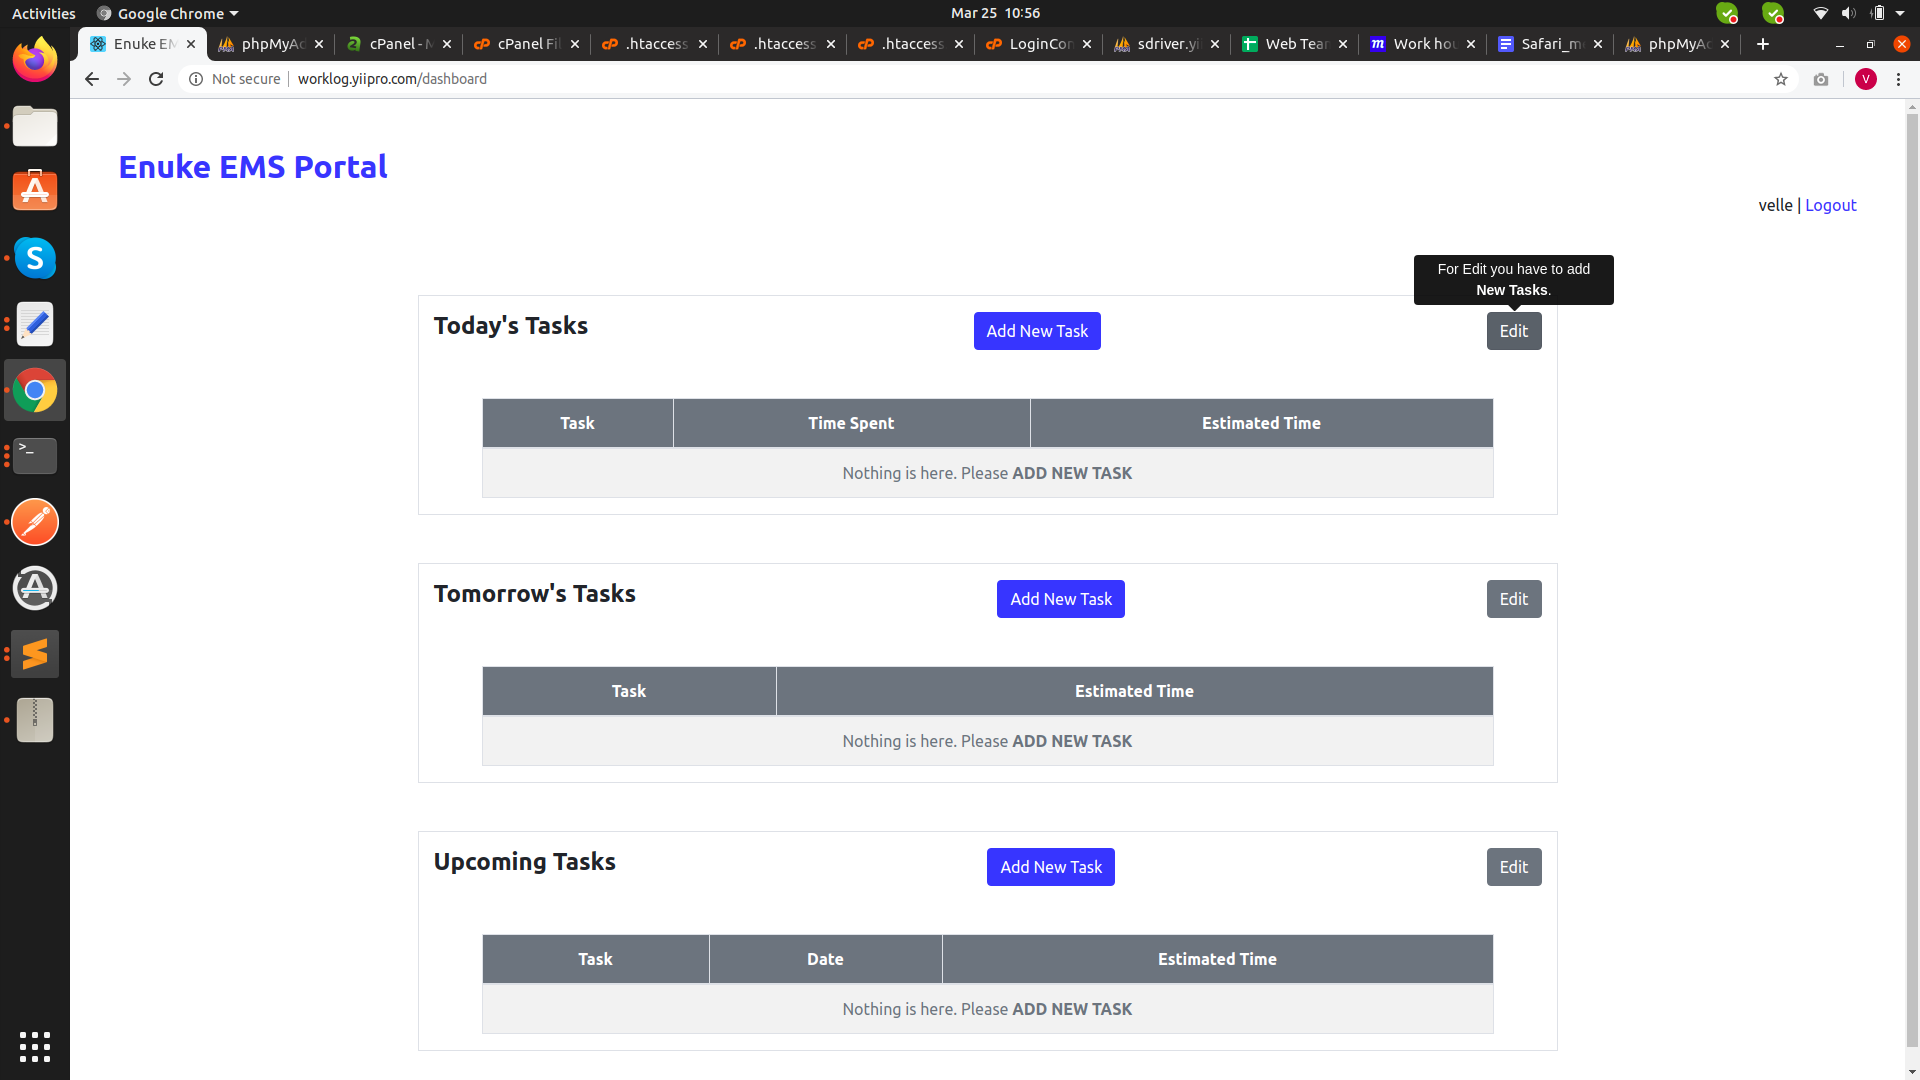 Activities Google Chrome Mar 25 10:56
Enuke EM phpMyAd cPanel - M cPanel Fil .htaccess .htaccess .htaccess LoginCon sdriver.yi Web Tear Work hou Safari_m phpMyAd
Not secure worklog.yiipro.com/dashboard V
Enuke EMS Portal
velle | Logout
For Edit you have to add
New Tasks.
Today's Tasks Add New Task Edit
Task Time Spent Estimated Time
Nothing is here. Please ADD NEW TASK
Tomorrow's Tasks Add New Task Edit
Task Estimated Time
Nothing is here. Please ADD NEW TASK
Upcoming Tasks Add New Task Edit
Task Date Estimated Time
Nothing is here. Please ADD NEW TASK